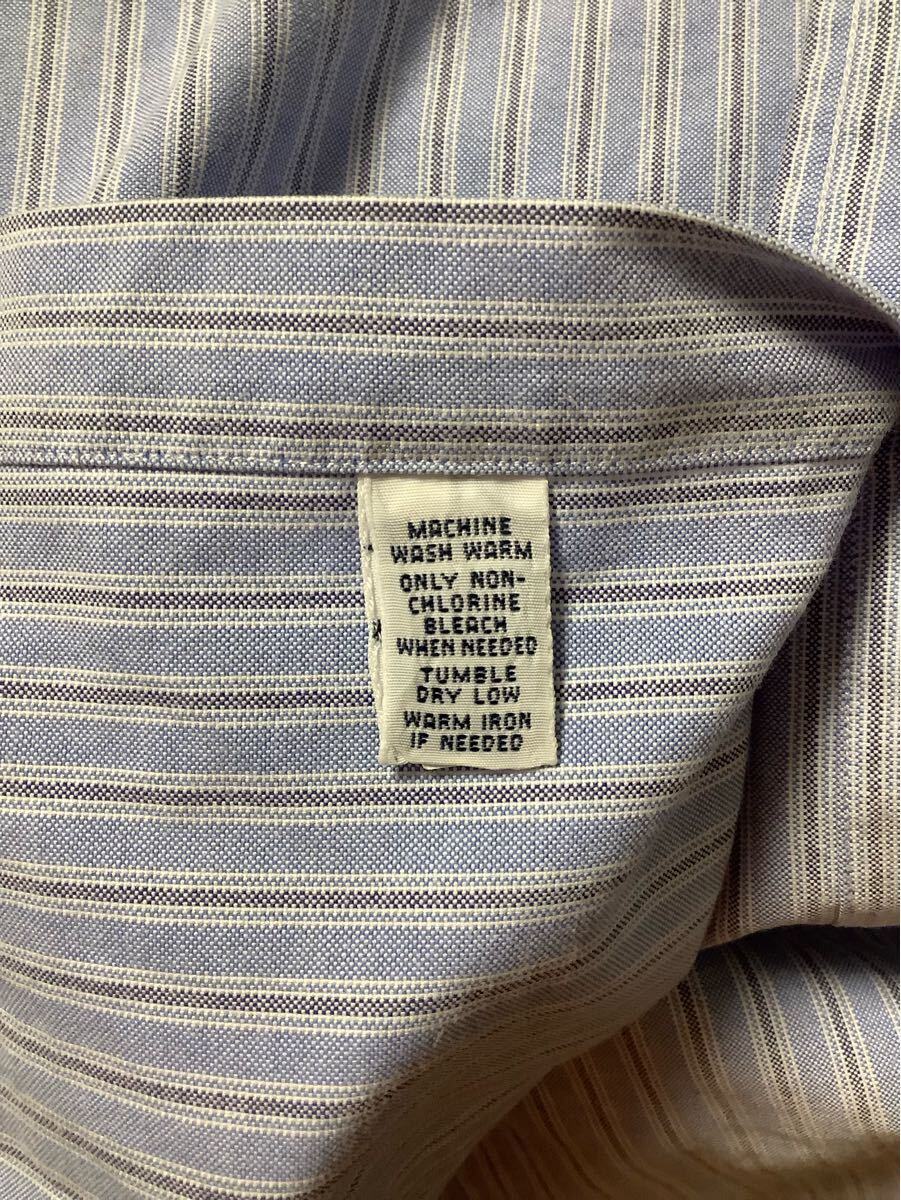 MACHINE
WASH WARM
ONLY NON-
CHLORINE
BLEACH
WHEN NEEDED
TUMBLE
DRY LOW
WARM IRON
IF NEEDED